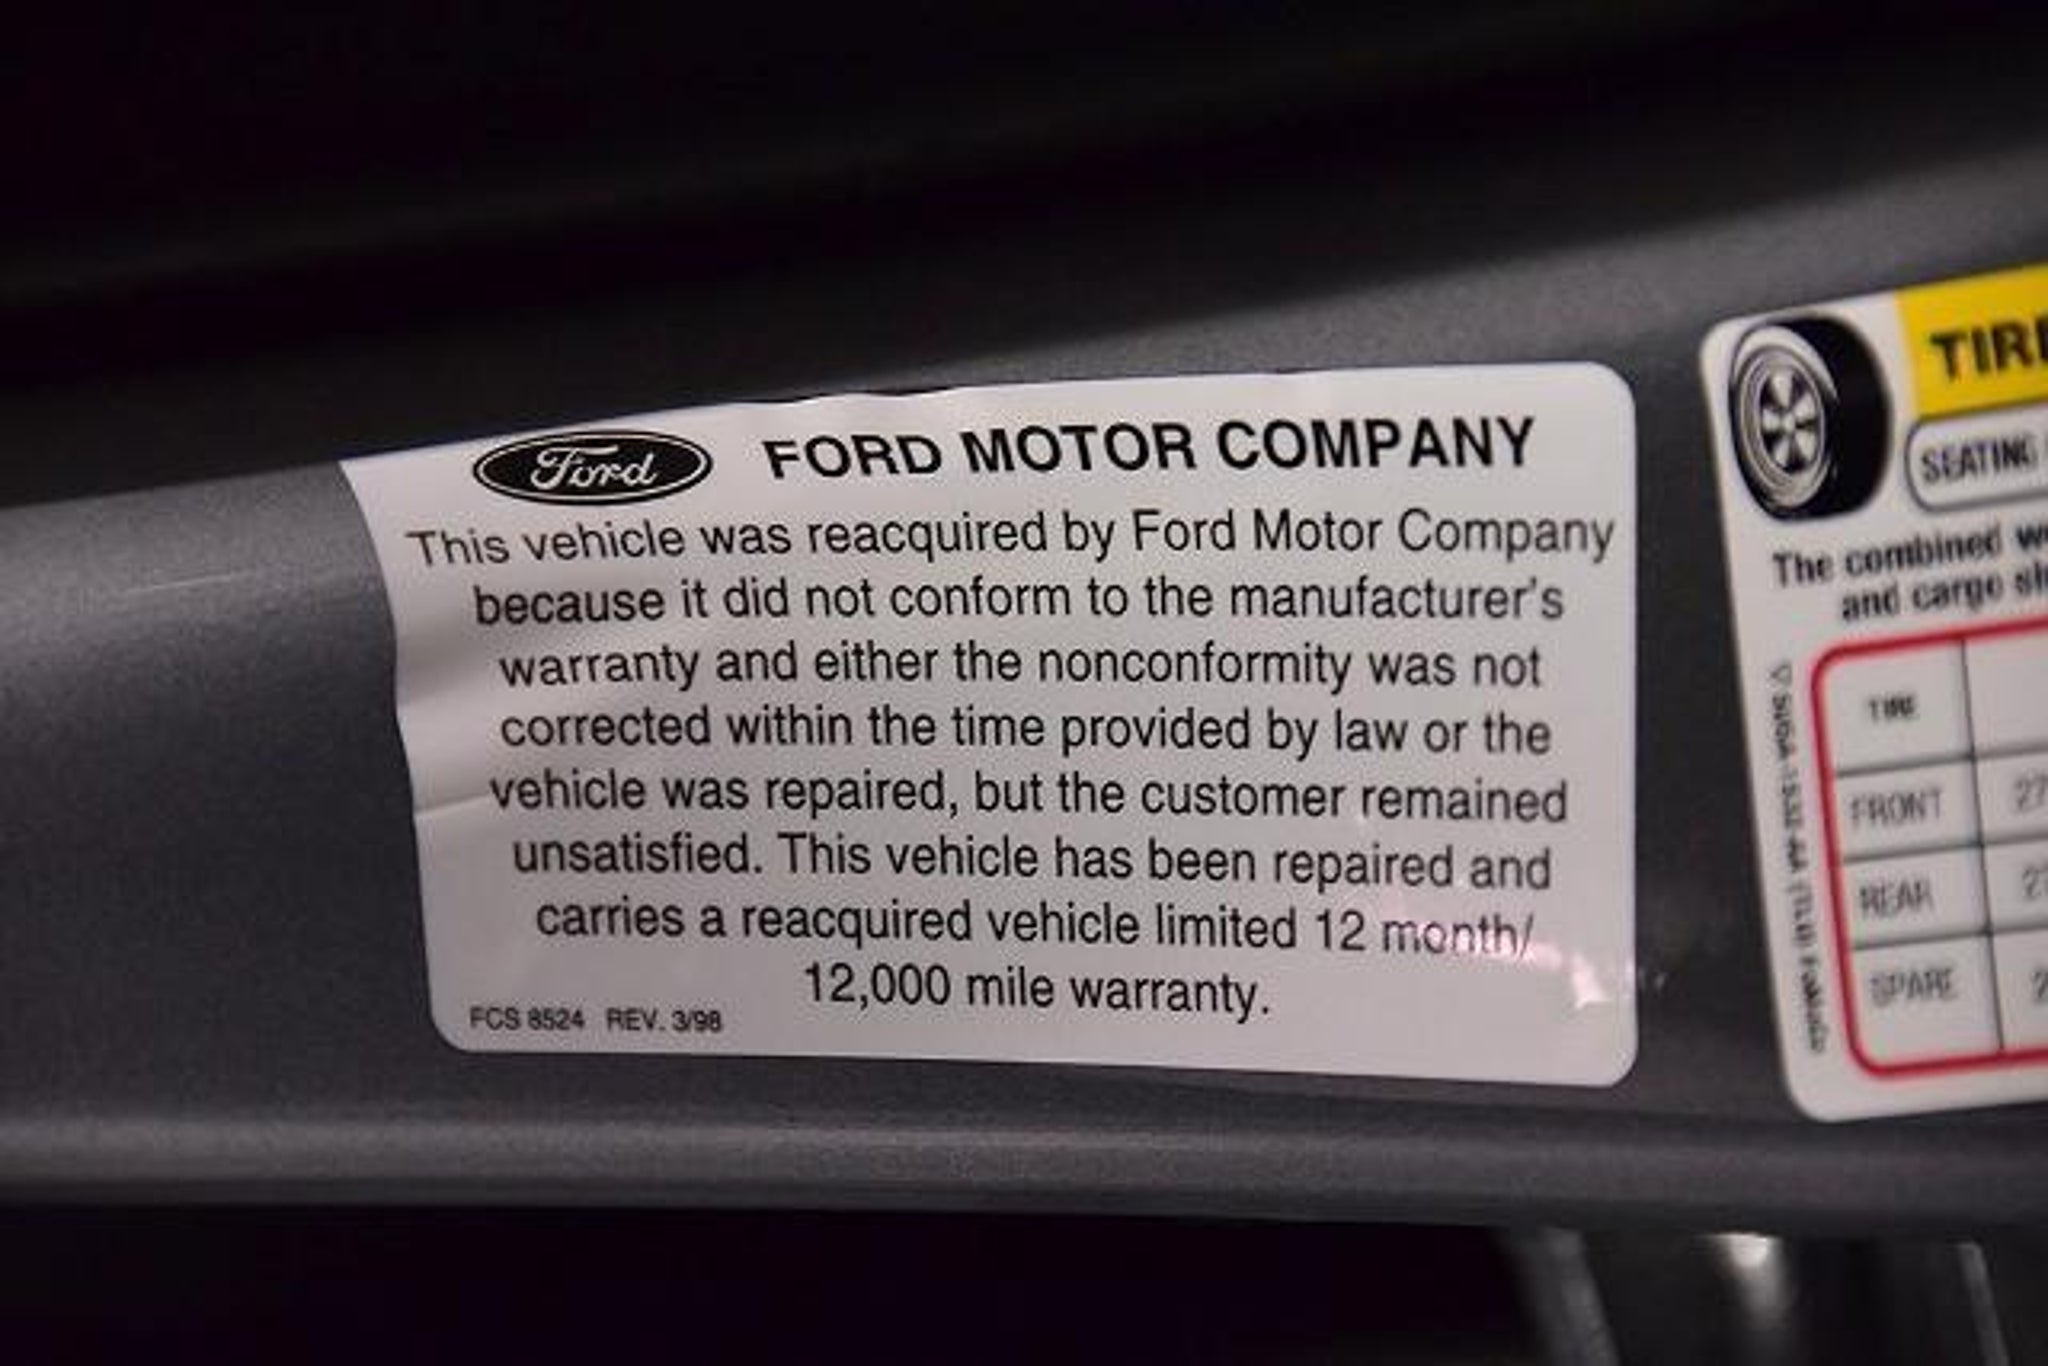 Ford FORD MOTOR COMPANY
This vehicle was reacquired by Ford Motor Company
because it did not conform to the manufacturer's
warranty and either the nonconformity was not
corrected within the time provided by law or the
vehicle was repaired, but the customer remained
unsatisfied. This vehicle has been repaired and
carries a reacquired vehicle limited 12 month/
12,000 mile warranty.
FCS 8524 REV. 3/98
SEATING
The combined
and cargo
TIRE
FRONT 27
REAR
SPARE